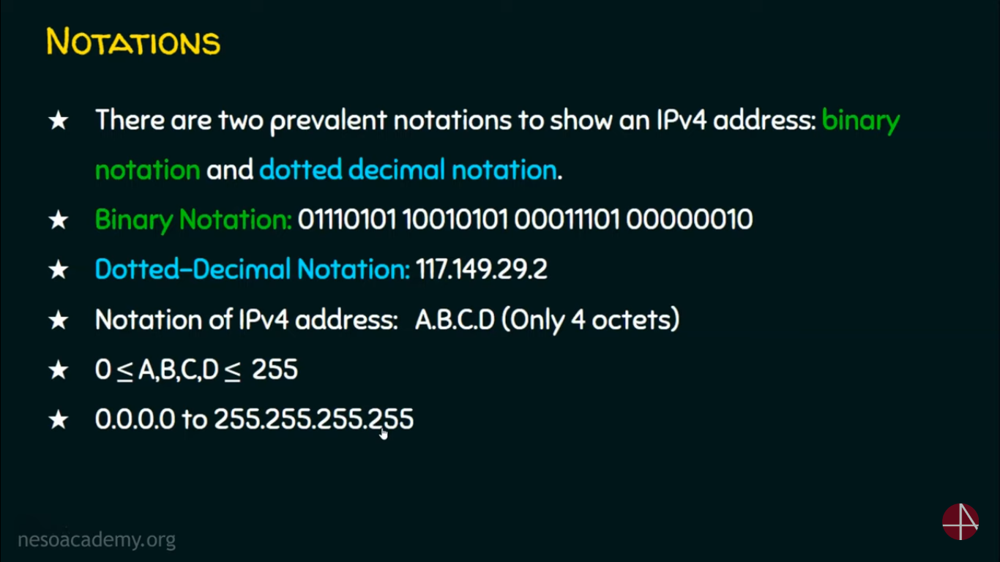 NOTATIONS
★ There are two prevalent notations to show an IPv4 address: binary
notation and dotted decimal notation.
★ Binary Notation: 01110101 10010101 00011101 00000010
★ Dotted-Decimal Notation: 117.149.29.2
★ Notation of IPv4 address: A.B.C.D (Only 4 octets)
★ 0 ≤ A,B,C,D ≤ 255
★ 0.0.0.0 to 255.255.255.255
nesoacademy.org